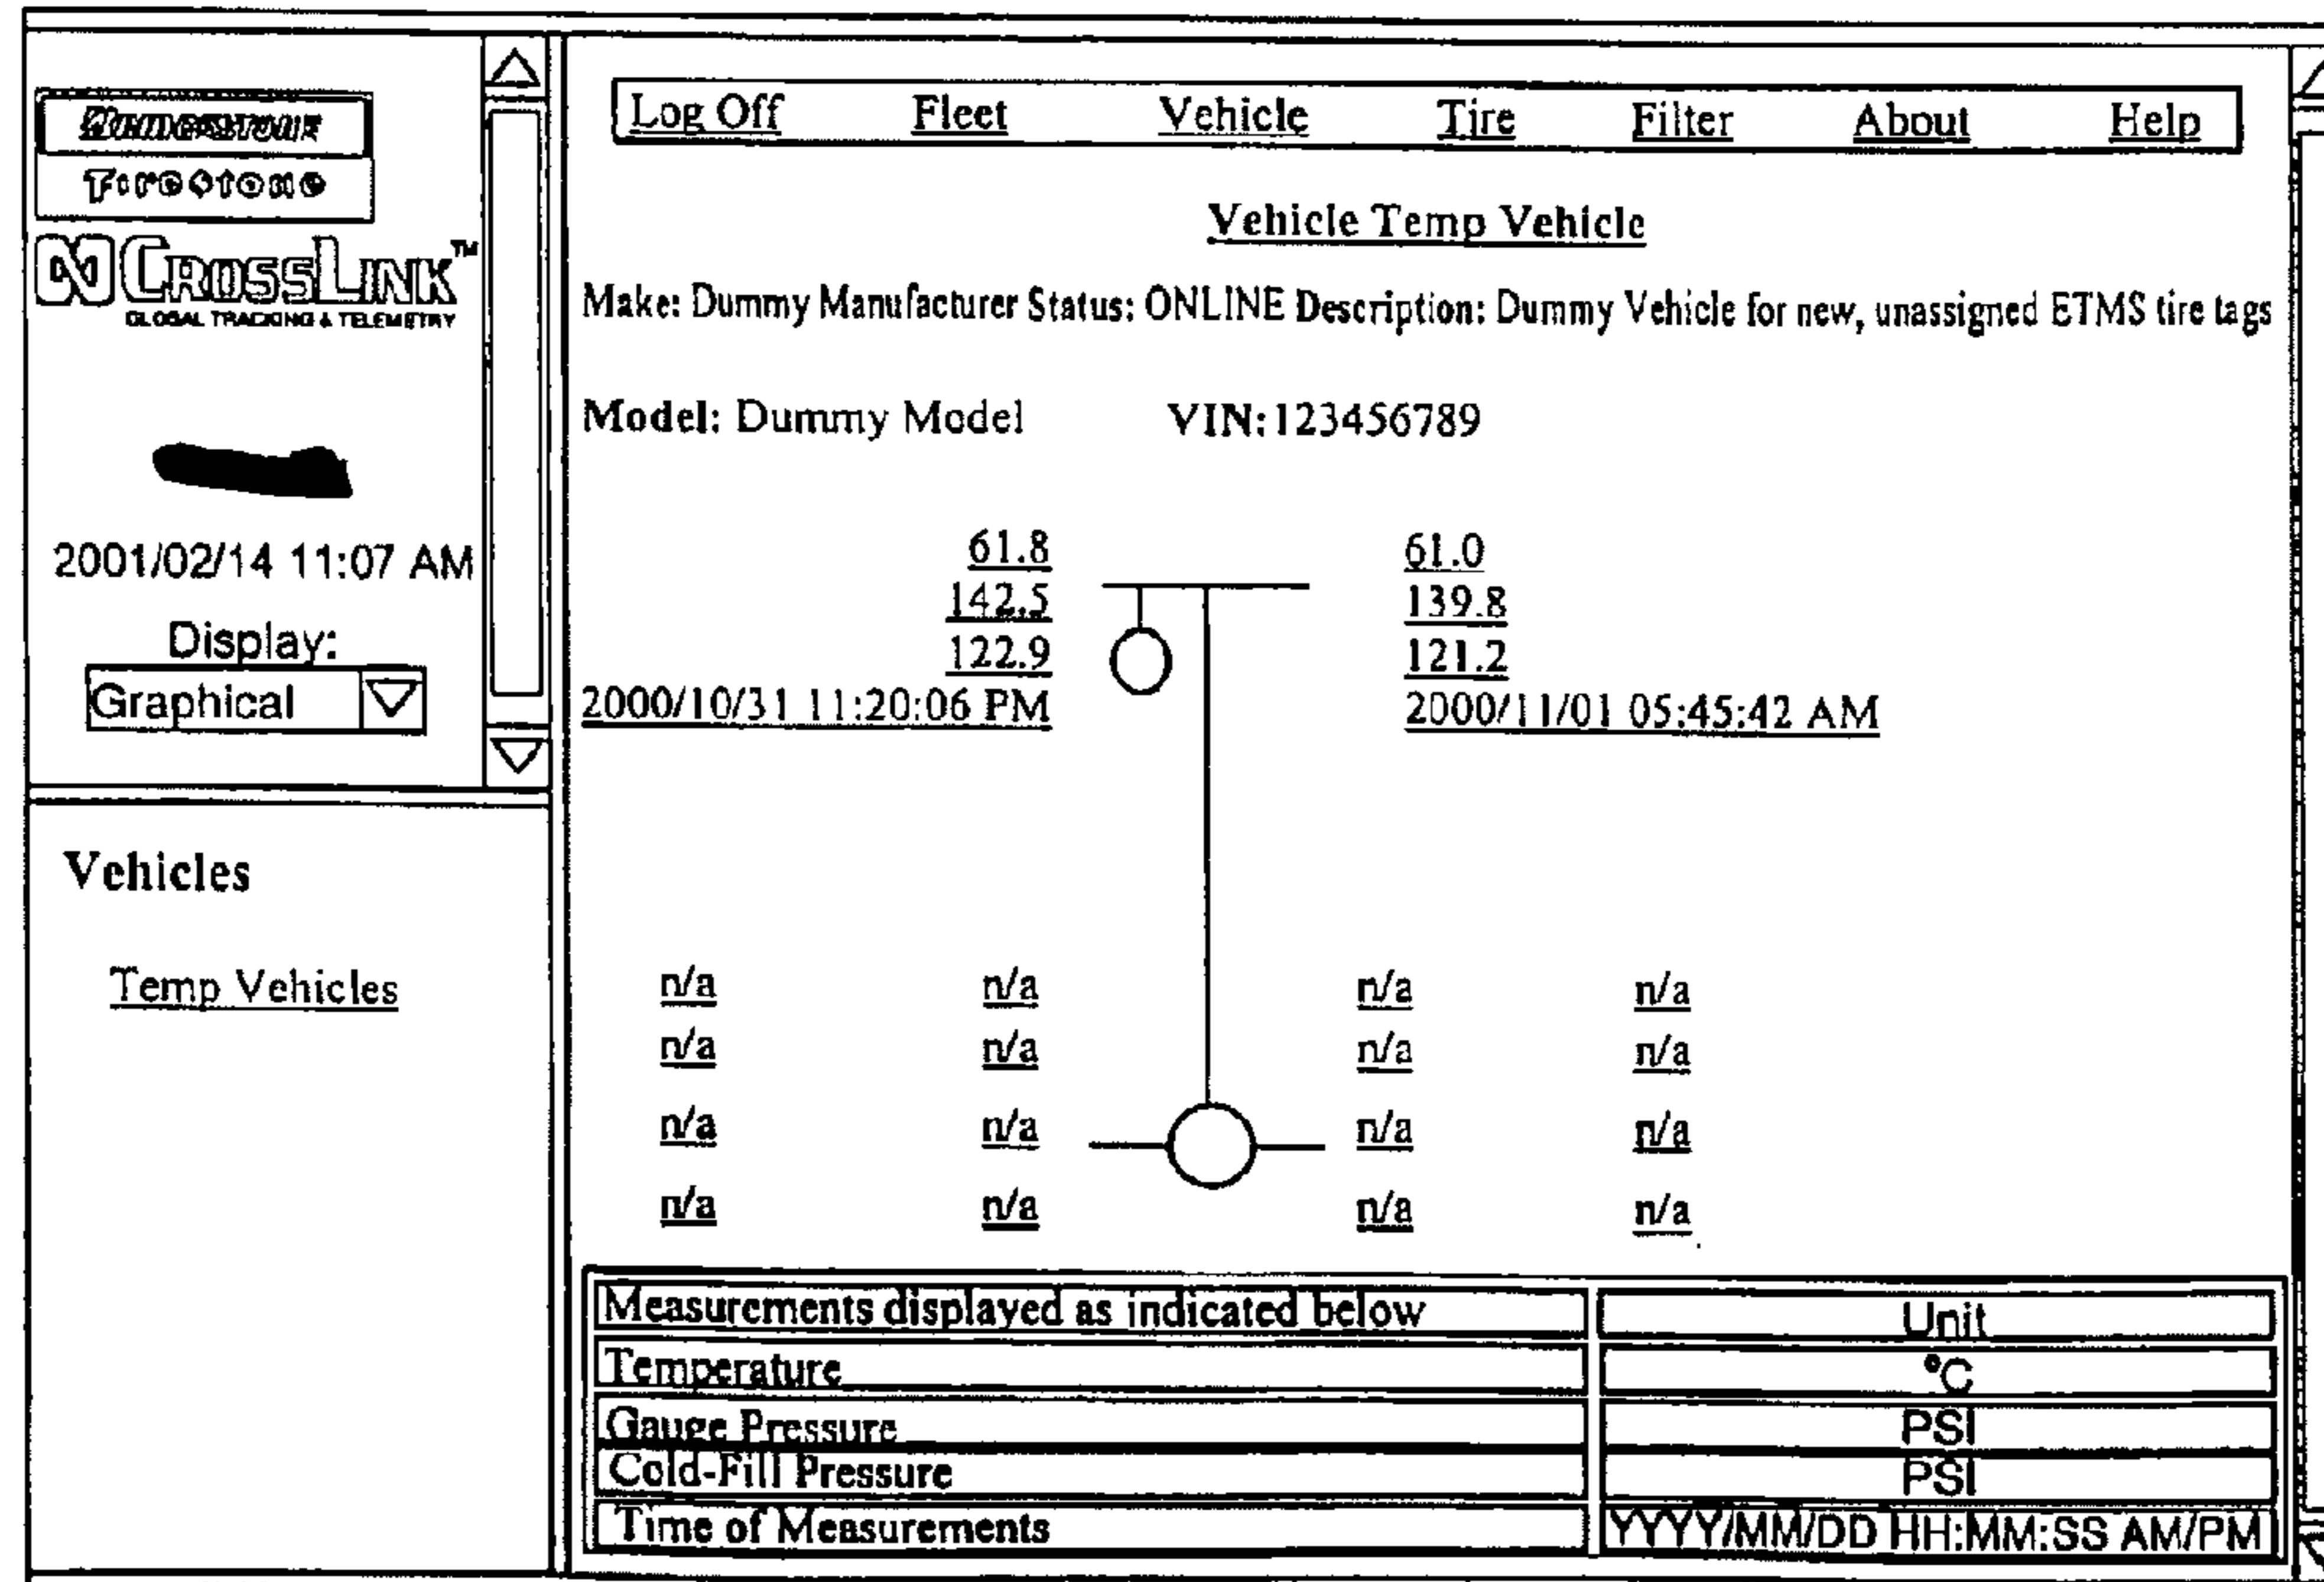 Firestone
CROSSLINK™
GLOBAL TRACKING & TELEMETRY
2001/02/14 11:07 AM
Display:
Graphical
Vehicles
Temp Vehicles
Log Off Fleet Vehicle Tire Filter About Help
Vehicle Temp Vehicle
Make: Dummy Manufacturer Status: ONLINE Description: Dummy Vehicle for new, unassigned ETMS tire tags
Model: Dummy Model VIN:123456789
61.8 61.0
142.5 139.8
122.9 121.2
2000/10/31 11:20:06 PM 2000/11/01 05:45:42 AM
n/a n/a n/a n/a
n/a n/a n/a n/a
n/a n/a n/a n/a
n/a n/a n/a n/a
Measurements displayed as indicated below Unit
Temperature °C
Gauge Pressure PSI
Cold-Fill Pressure PSI
Time of Measurements YYYY/MM/DD HH:MM:SS AM/PM